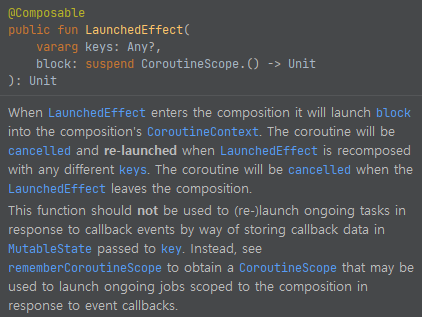 @Composable
public fun LaunchedEffect(
    vararg keys: Any?,
    block: suspend CoroutineScope.() -> Unit
): Unit
When LaunchedEffect enters the composition it will launch block
into the composition's CoroutineContext. The coroutine will be
cancelled and re-launched when LaunchedEffect is recomposed
with any different keys. The coroutine will be cancelled when the
LaunchedEffect leaves the composition.
This function should not be used to (re-)launch ongoing tasks in
response to callback events by way of storing callback data in
MutableState passed to key. Instead, see
rememberCoroutineScope to obtain a CoroutineScope that may be
used to launch ongoing jobs scoped to the composition in
response to event callbacks.